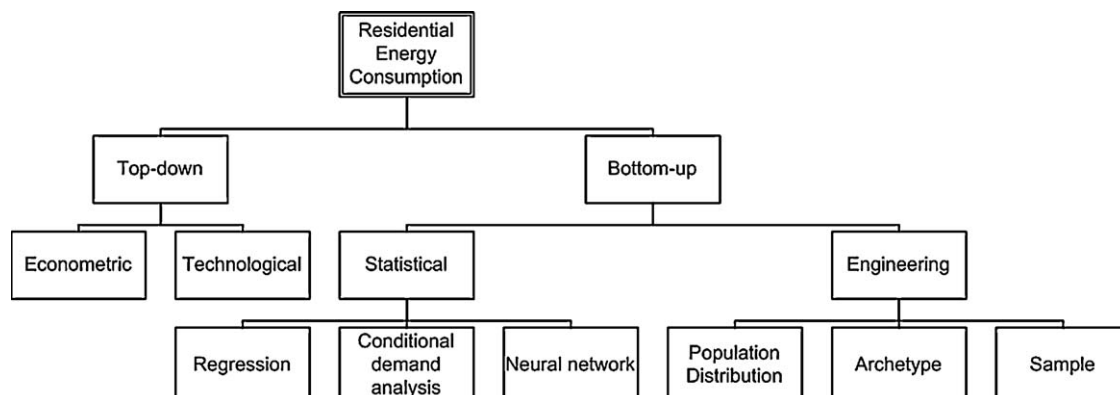 Residential
Energy
Consumption
Top-down
Bottom-up
Econometric
Technological
Statistical
Engineering
Regression
Conditional
demand
analysis
Neural network
Population
Distribution
Archetype
Sample